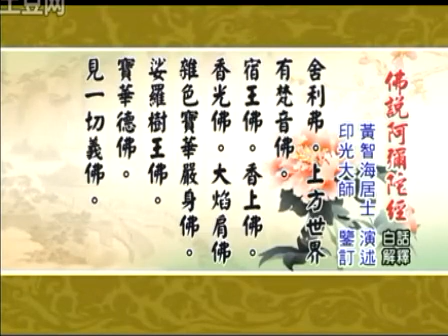 土豆网
佛說阿彌陀經
白話解釋
黃智海居士 演述
印光大師 鑒訂
舍利弗。上方世界
有梵音佛。
宿王佛。香上佛。
香光佛。大焰肩佛
雜色寶華嚴身佛。
娑羅樹王佛。
寶華德佛。
見一切義佛。